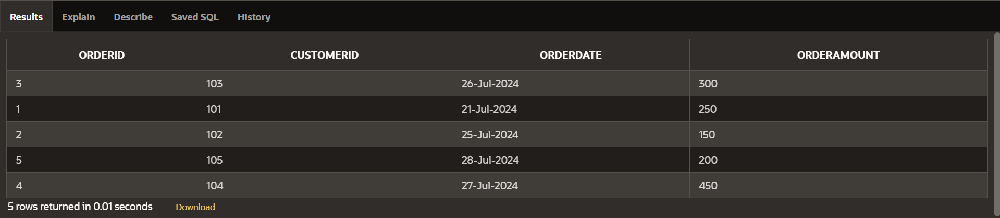 Results Explain Describe Saved SQL History
ORDERID CUSTOMERID ORDERDATE ORDERAMOUNT
3 103 26-Jul-2024 300
1 101 21-Jul-2024 250
2 102 25-Jul-2024 150
5 105 28-Jul-2024 200
4 104 27-Jul-2024 450
5 rows returned in 0.01 seconds Download